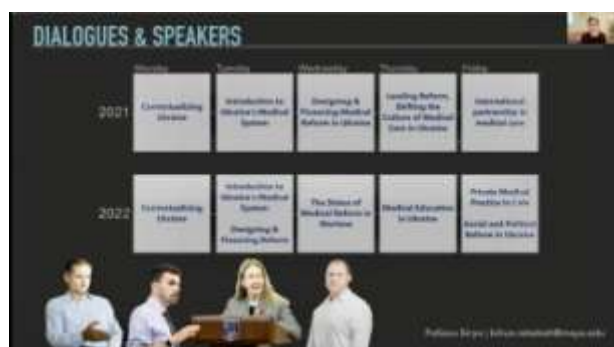 DIALOGUES & SPEAKERS
Monday
Tuesday
Wednesday
Thursday
Friday
2021
Contextualizing
Ukraine
Introduction to
Ukraine's Medical
System
Designing &
Financing Medical
Reform in Ukraine
Leading Reform,
Shifting the
Culture of Medical
Care in Ukraine
International
partnership in
medical care
2022
Contextualizing
Ukraine
Introduction to
Ukraine's Medical
System
Designing &
Financing Reform
The Status of
Medical Reform in
Medical Education
in Ukraine
Private Medical
Practice in Lviv
Social and Political
Reform in Ukraine